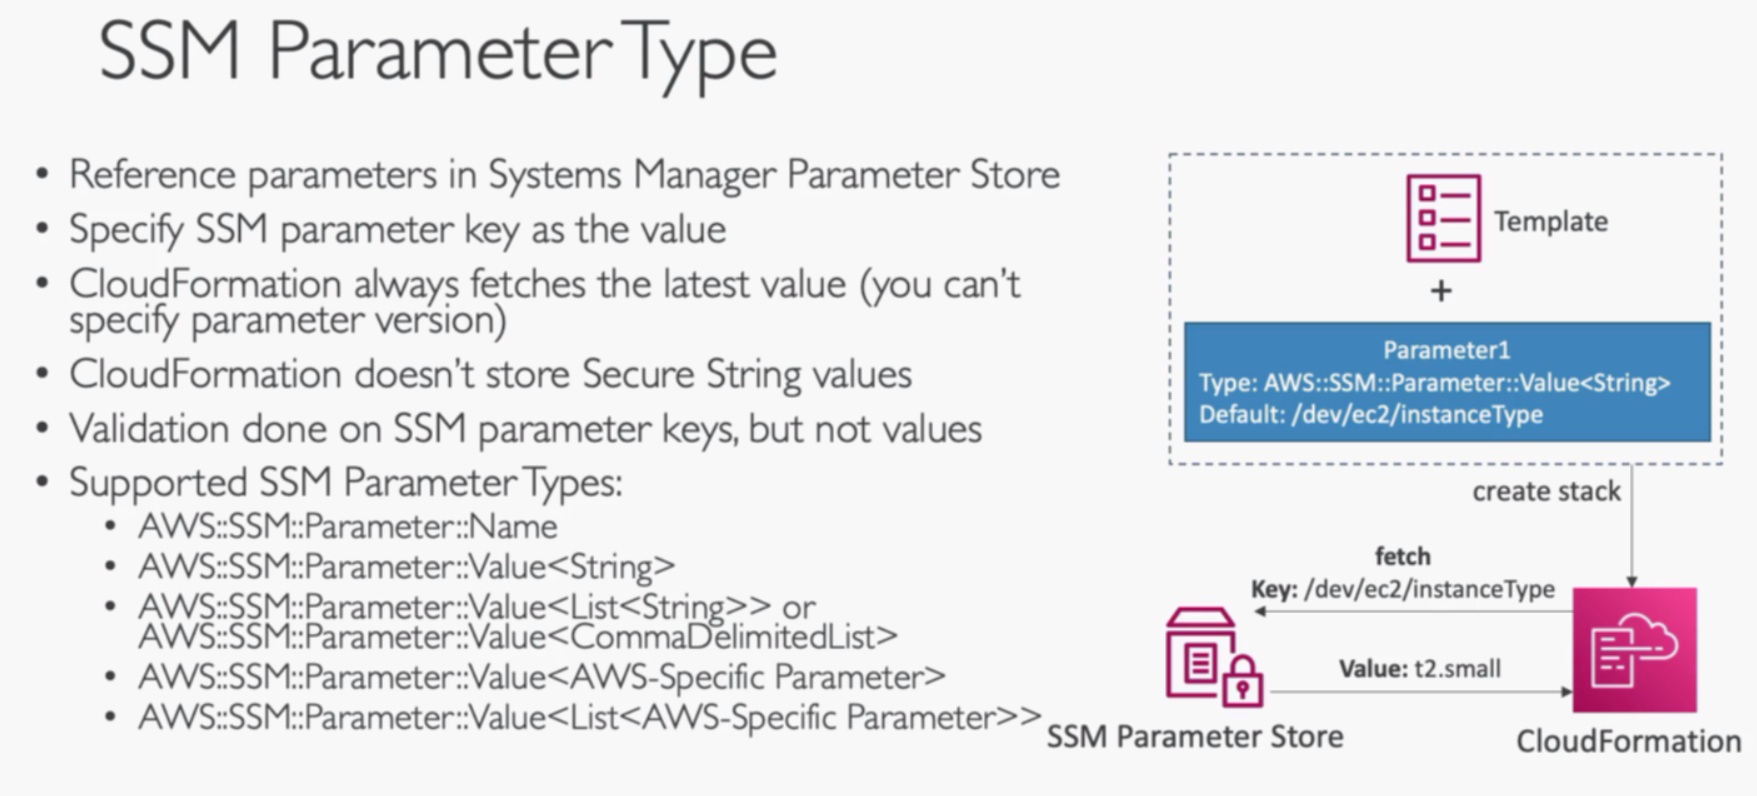 SSM Parameter Type
• Reference parameters in Systems Manager Parameter Store
• Specify SSM parameter key as the value
• CloudFormation always fetches the latest value (you can't
specify parameter version)
• CloudFormation doesn't store Secure String values
• Validation done on SSM parameter keys, but not values
• Supported SSM Parameter Types:
• AWS::SSM::Parameter::Name
• AWS::SSM::Parameter::Value<String>
• AWS::SSM::Parameter::Value<List<String>> or
AWS::SSM::Parameter::Value<CommaDelimitedList>
• AWS::SSM::Parameter::Value<AWS-Specific Parameter>
• AWS::SSM::Parameter::Value<List<AWS-Specific Parameter>>
Template
+
Parameter1
Type: AWS::SSM::Parameter::Value<String>
Default: /dev/ec2/instanceType
create stack
fetch
Key: /dev/ec2/instanceType
Value: t2.small
SSM Parameter Store
CloudFormation